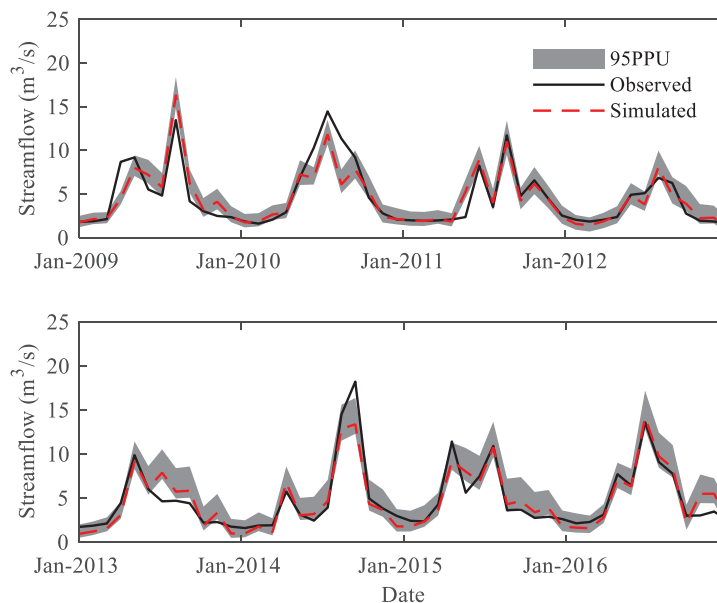 25
20
15
10
5
0
Streamflow (m³/s)
95PPU
Observed
Simulated
Jan-2009 Jan-2010 Jan-2011 Jan-2012
25
20
15
10
5
0
Streamflow (m³/s)
Jan-2013 Jan-2014 Jan-2015 Jan-2016
Date